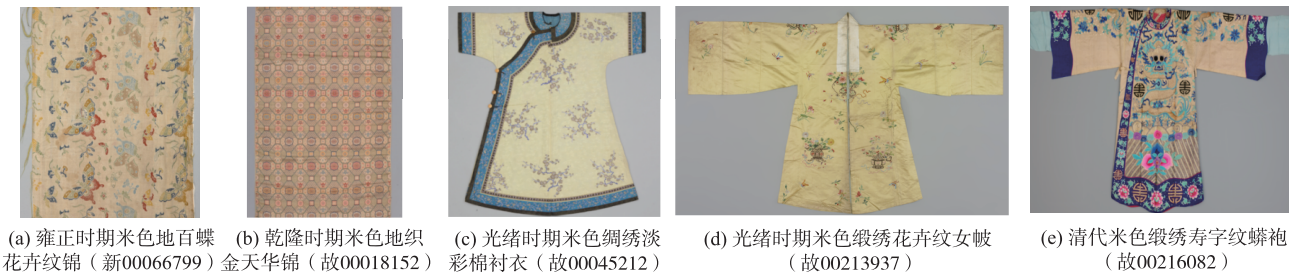 (a) 雍正时期米色地百蝶
花卉纹锦（新00066799）
(b) 乾隆时期米色地织
金天华锦（故00018152）
(c) 光绪时期米色绸绣淡
彩棉衬衣（故00045212）
(d) 光绪时期米色缎绣花卉纹女帔
（故00213937）
(e) 清代米色缎绣寿字纹蟒袍
（故00216082）